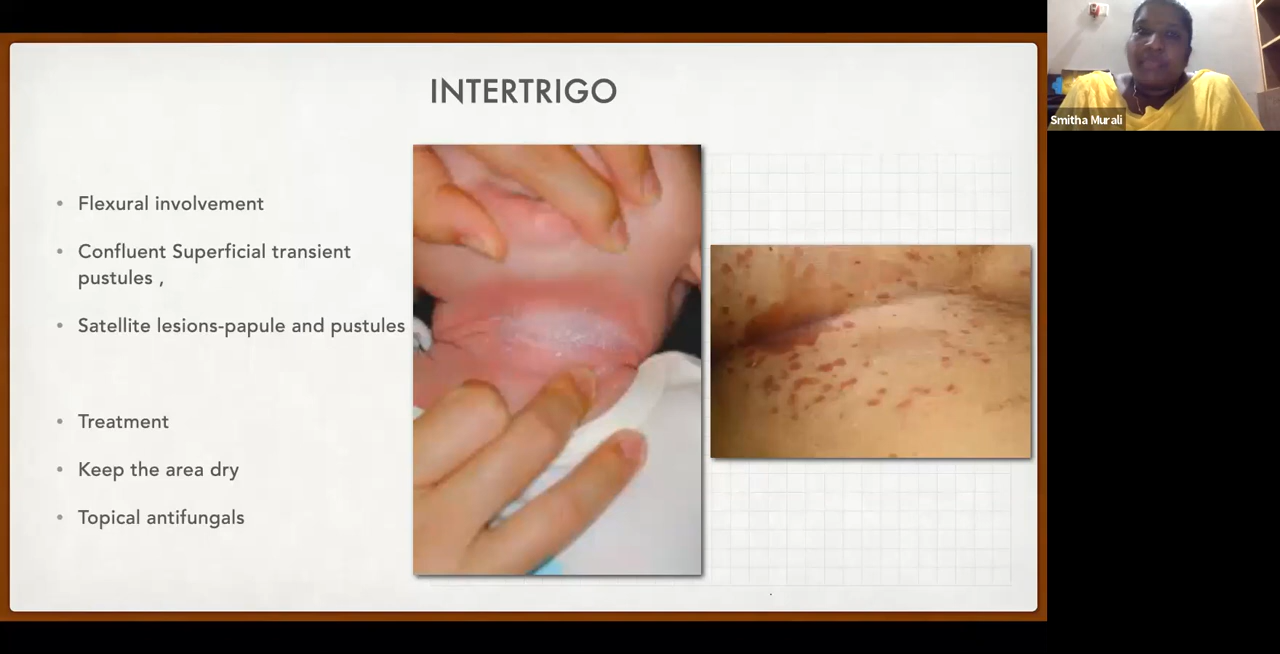 INTERTRIGO
Smitha Murali
• Flexural involvement
• Confluent Superficial transient
pustules ,
• Satellite lesions-papule and pustules
• Treatment
• Keep the area dry
• Topical antifungals